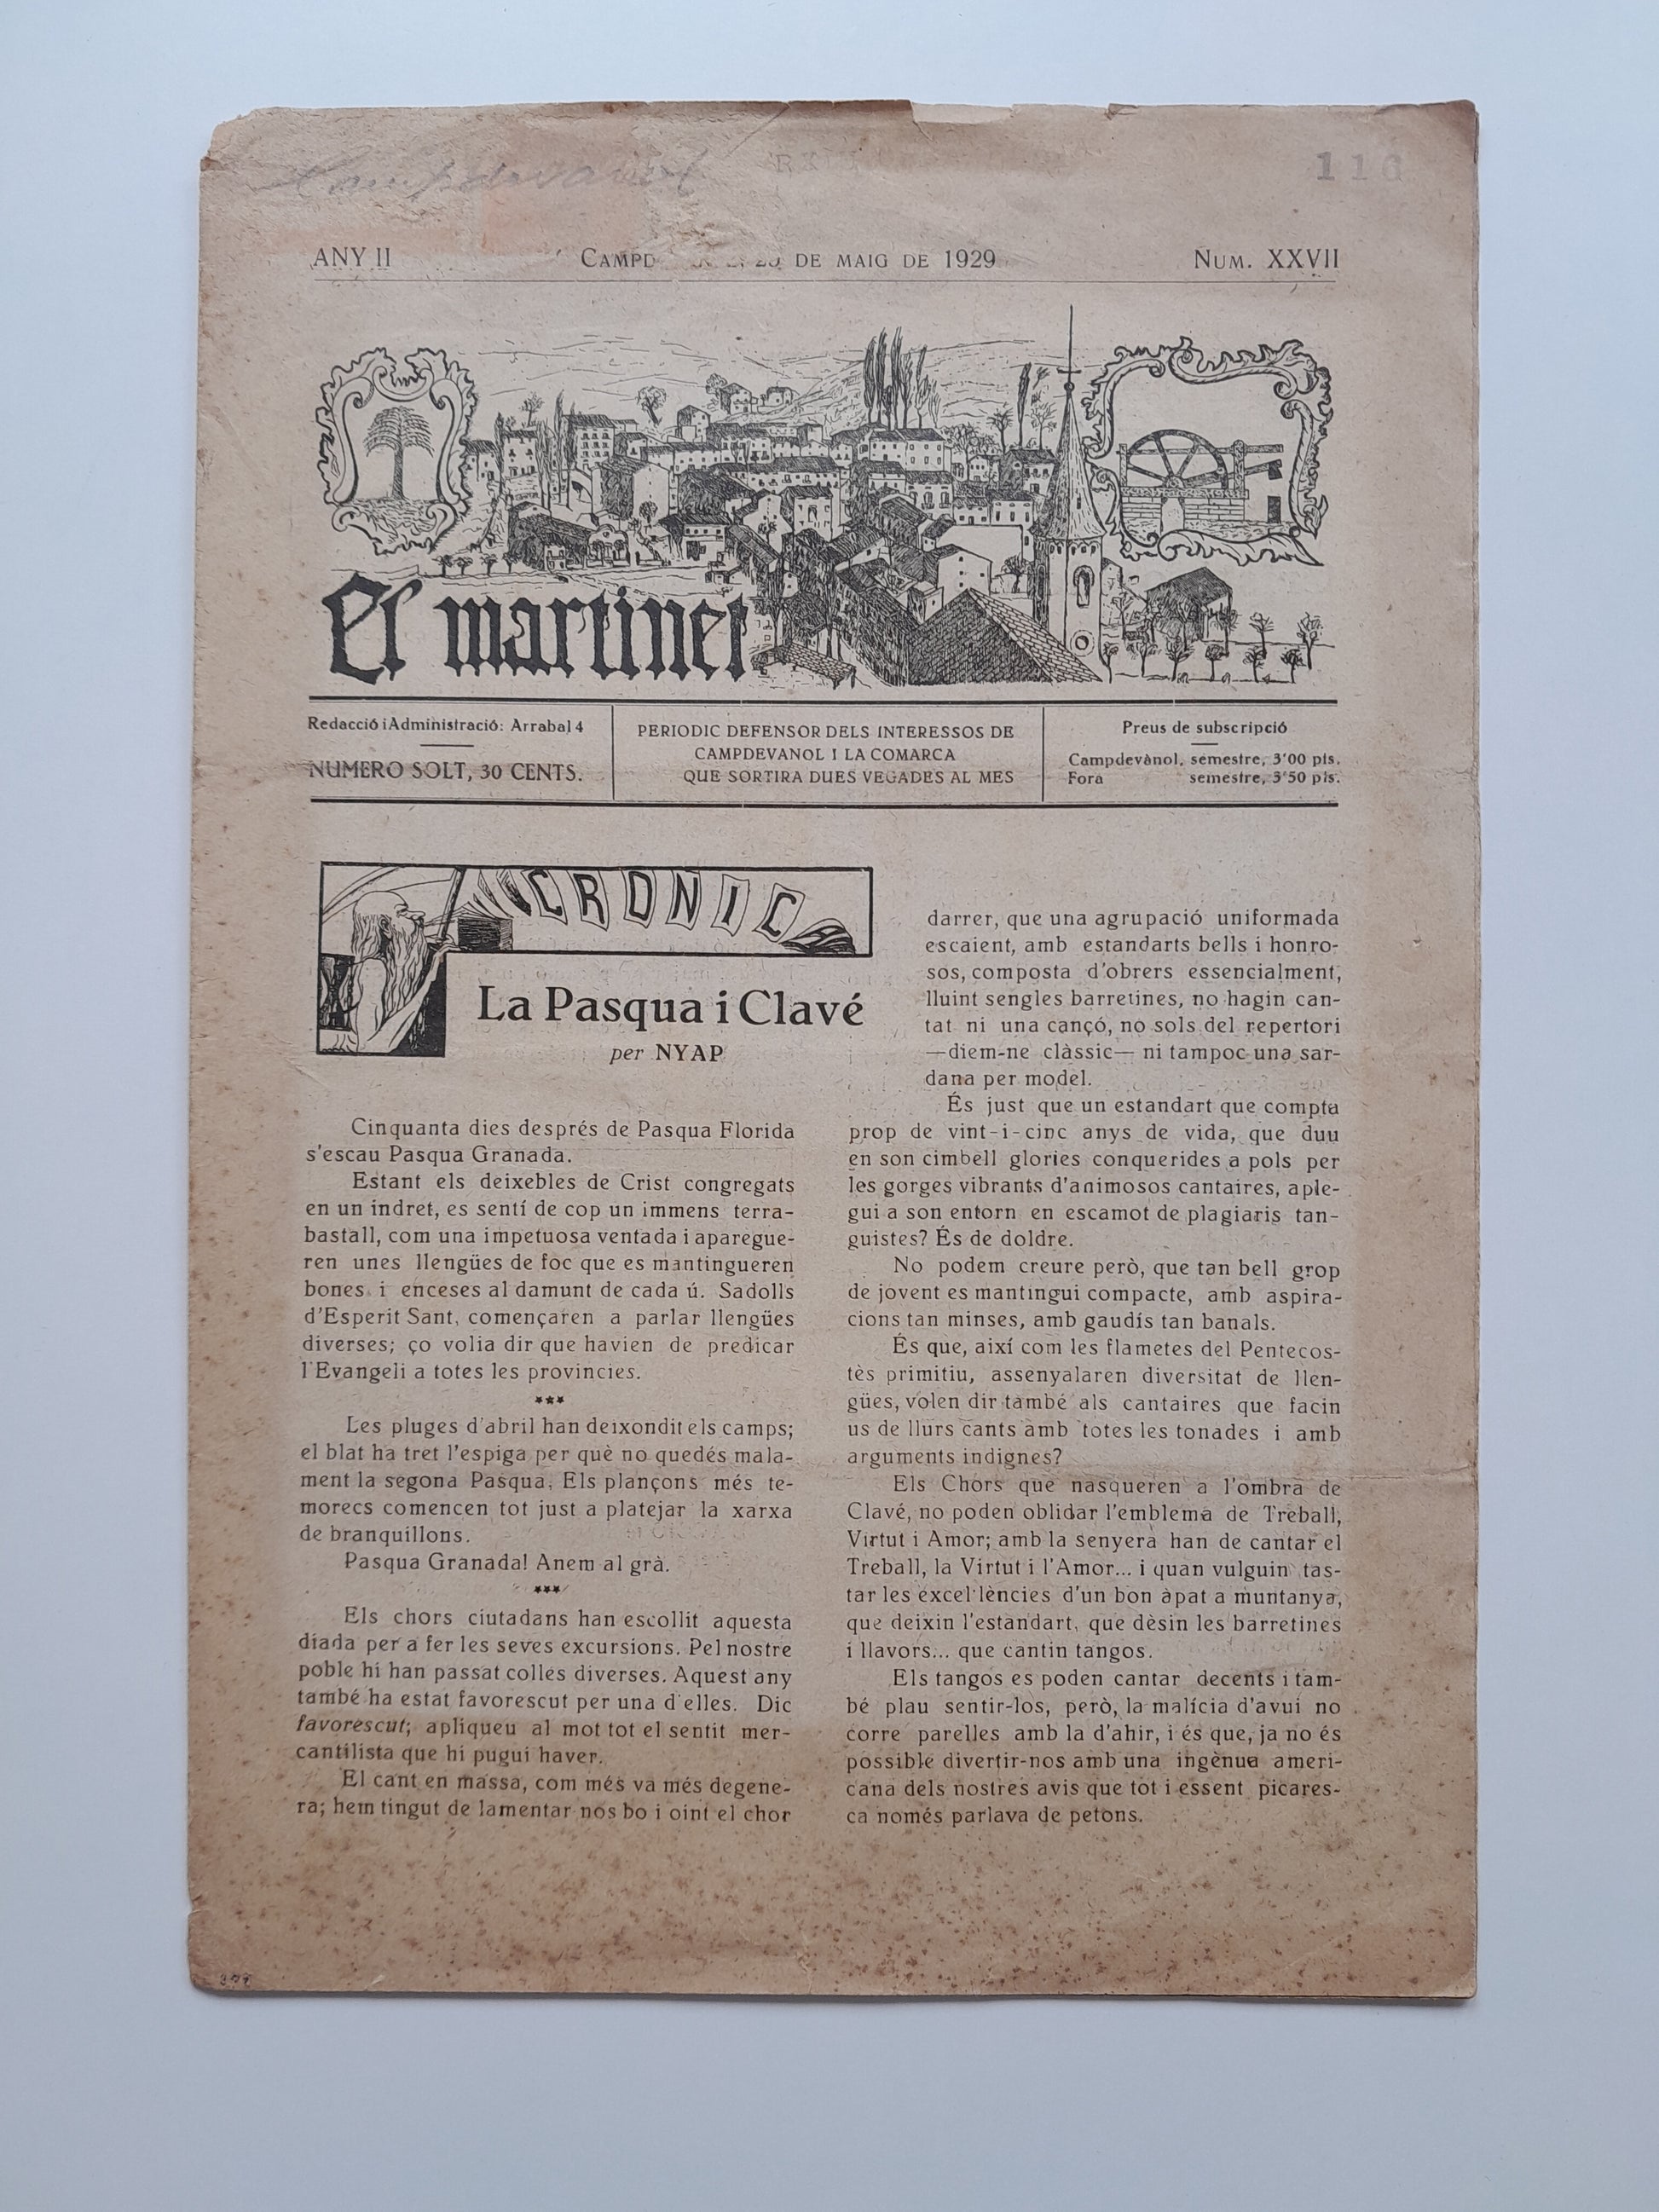 Campdevanol
116
ANY II
DE MAIG DE 1929
NUM. XXVII
El martinet
Redacció i Administració: Arrabal 4
NUMERO SOLT, 30 CENTS.
PERIODIC DEFENSOR DELS INTERESSOS DE
CAMPDEVANOL I LA COMARCA
QUE SORTIRA DUES VEGADES AL MES
Preus de subscripció
Campdevànol, semestre, 3'00 pts.
Fora semestre, 3'50 pts.
CRONIC
La Pasqua i Clavé
per NYAP
Cinquanta dies després de Pasqua Florida
s'escau Pasqua Granada.
Estant els deixebles de Crist congregats
en un indret, es sentí de cop un immens terra-
bastall, com una impetuosa ventada i aparegue-
ren unes llengües de foc que es mantingueren
bones i enceses al damunt de cada ú. Sadolls
d'Esperit Sant, començaren a parlar llengües
diverses; ço volia dir que havien de predicar
l'Evangeli a totes les provincies.
***
Les pluges d'abril han deixondit els camps;
el blat ha tret l'espiga per què no quedés mala-
ment la segona Pasqua. Els plançons més te-
morecs comencen tot just a platejar la xarxa
de branquillons.
Pasqua Granada! Anem al grà.
***
Els chors ciutadans han escollit aquesta
diada per a fer les seves excursions. Pel nostre
poble hi han passat colles diverses. Aquest any
també ha estat favorescut per una d'elles. Dic
favorescut; apliqueu al mot tot el sentit mer-
cantilista que hi pugui haver.
El cant en massa, com més va més degene-
ra; hem tingut de lamentar nos bo i oint el chor
darrer, que una agrupació uniformada
escaient, amb estandarts bells i honro-
sos, composta d'obrers essencialment,
lluint sengles barretines, no hagin can-
tat ni una cançó, no sols del repertori
—diem-ne clàssic— ni tampoc una sar-
dana per model.
És just que un estandart que compta
prop de vint-i-cinc anys de vida, que duu
en son cimbell glories conquerides a pols per
les gorges vibrants d'animosos cantaires, aple-
gui a son entorn en escamot de plagiaris tan-
guistes? És de doldre.
No podem creure però, que tan bell grop
de jovent es mantingui compacte, amb aspira-
cions tan minses, amb gaudís tan banals.
És que, així com les flametes del Pentecos-
tès primitiu, assenyalaren diversitat de llen-
gües, volen dir també als cantaires que facin
us de llurs cants amb totes les tonades i amb
arguments indignes?
Els Chors que nasqueren a l'ombra de
Clavé, no poden oblidar l'emblema de Treball,
Virtut i Amor; amb la senyera han de cantar el
Treball, la Virtut i l'Amor... i quan vulguin tas-
tar les excel·lències d'un bon àpat a muntanya,
que deixin l'estandart, que dèsin les barretines
i llavors... que cantin tangos.
Els tangos es poden cantar decents i tam-
bé plau sentir-los, però, la malícia d'avui no
corre parelles amb la d'ahir, i és que, ja no és
possible divertir-nos amb una ingènua ameri-
cana dels nostres avis que tot i essent picares-
ca només parlava de petons.